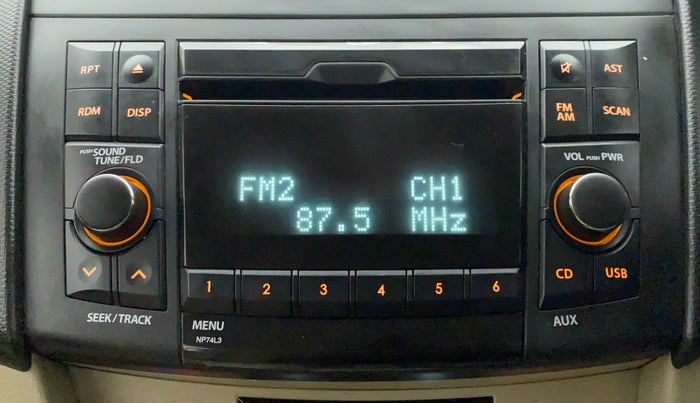 RPT
RDM
DISP
PUSH SOUND
TUNE/FLD
SEEK/TRACK
FM2 CH1
87.5 MHz
1 2 3 4 5 6
MENU
NP74L3
AST
FM
AM
SCAN
VOL PUSH PWR
CD
USB
AUX